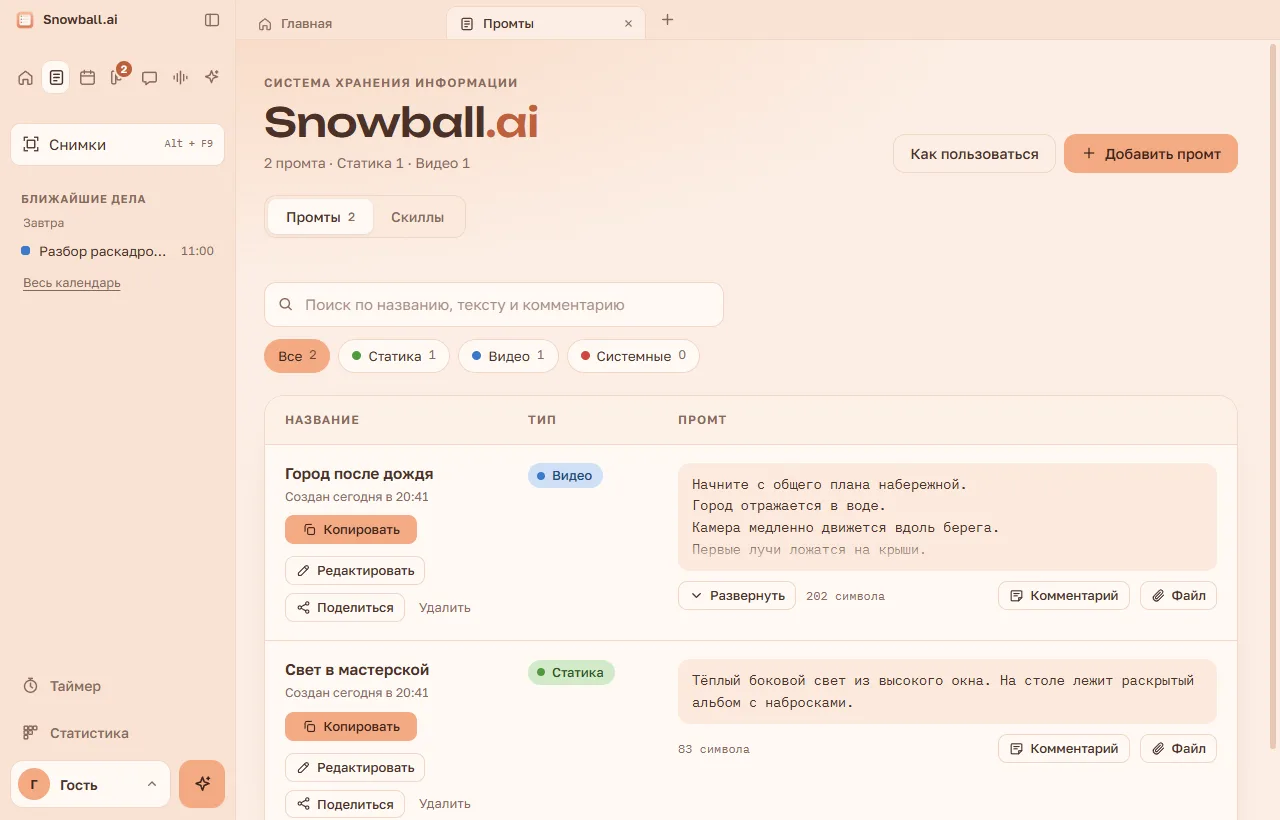 Snowball.ai
Главная
Промты
2
Снимки
Alt + F9
БЛИЖАЙШИЕ ДЕЛА
Завтра
Разбор раскадро... 11:00
Весь календарь
Таймер
Статистика
Г Гость
СИСТЕМА ХРАНЕНИЯ ИНФОРМАЦИИ
Snowball.ai
2 промта · Статика 1 · Видео 1
Как пользоваться
Добавить промт
Промты 2
Скиллы
Поиск по названию, тексту и комментарию
Все 2
Статика 1
Видео 1
Системные 0
НАЗВАНИЕ
ТИП
ПРОМТ
Город после дождя
Создан сегодня в 20:41
Копировать
Редактировать
Поделиться
Удалить
Видео
Начните с общего плана набережной.
Город отражается в воде.
Камера медленно движется вдоль берега.
Первые лучи ложатся на крыши.
Развернуть
202 символа
Комментарий
Файл
Свет в мастерской
Создан сегодня в 20:41
Копировать
Редактировать
Поделиться
Удалить
Статика
Тёплый боковой свет из высокого окна. На столе лежит раскрытый
альбом с набросками.
83 символа
Комментарий
Файл